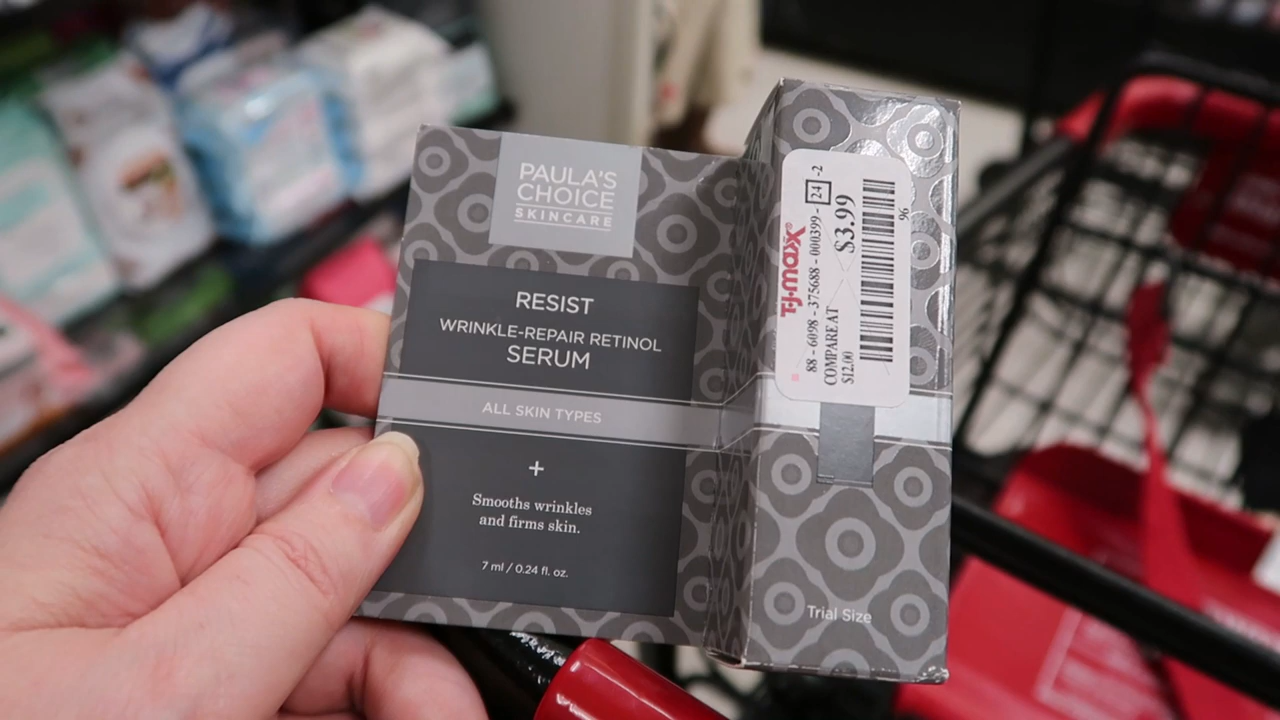 PAULA'S
CHOICE
SKINCARE
RESIST
WRINKLE-REPAIR RETINOL
SERUM
ALL SKIN TYPES
+
Smooths wrinkles
and firms skin.
7 ml / 0.24 fl. oz.
T.J.maxx®
88 - 6098 - 375688 - 000399 - 24 -2
COMPARE AT $3.99
$12.00
96
Trial Size